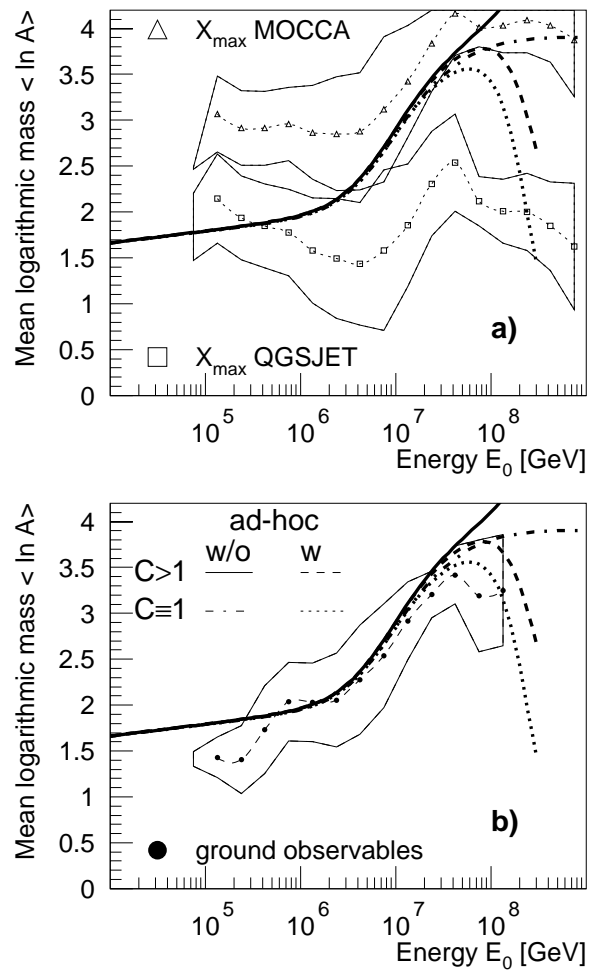 Mean logarithmic mass < ln A>
4
3.5
3
2.5
2
1.5
1
0.5
0
X_max MOCCA
a)
X_max QGSJET
10^5 10^6 10^7 10^8
Energy E_0 [GeV]
Mean logarithmic mass < ln A>
4
3.5
3
2.5
2
1.5
1
0.5
0
ad-hoc
w/o w
C>1
C≡1
b)
ground observables
10^5 10^6 10^7 10^8
Energy E_0 [GeV]